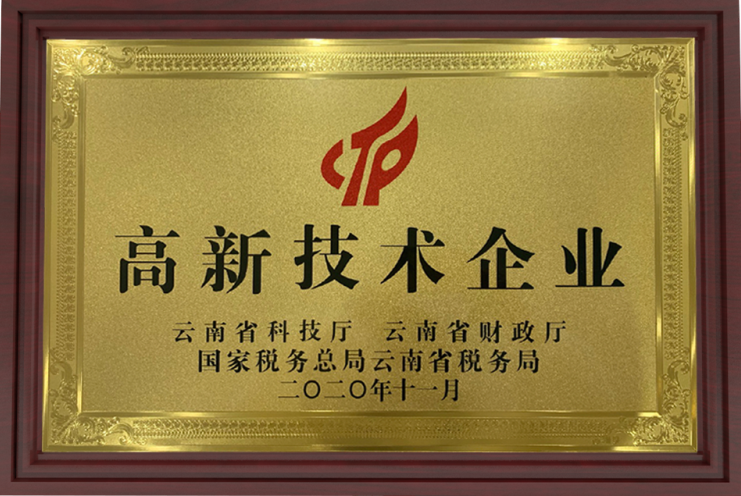 CTP
高新技术企业
云南省科技厅 云南省财政厅
国家税务总局云南省税务局
二〇二〇年十一月